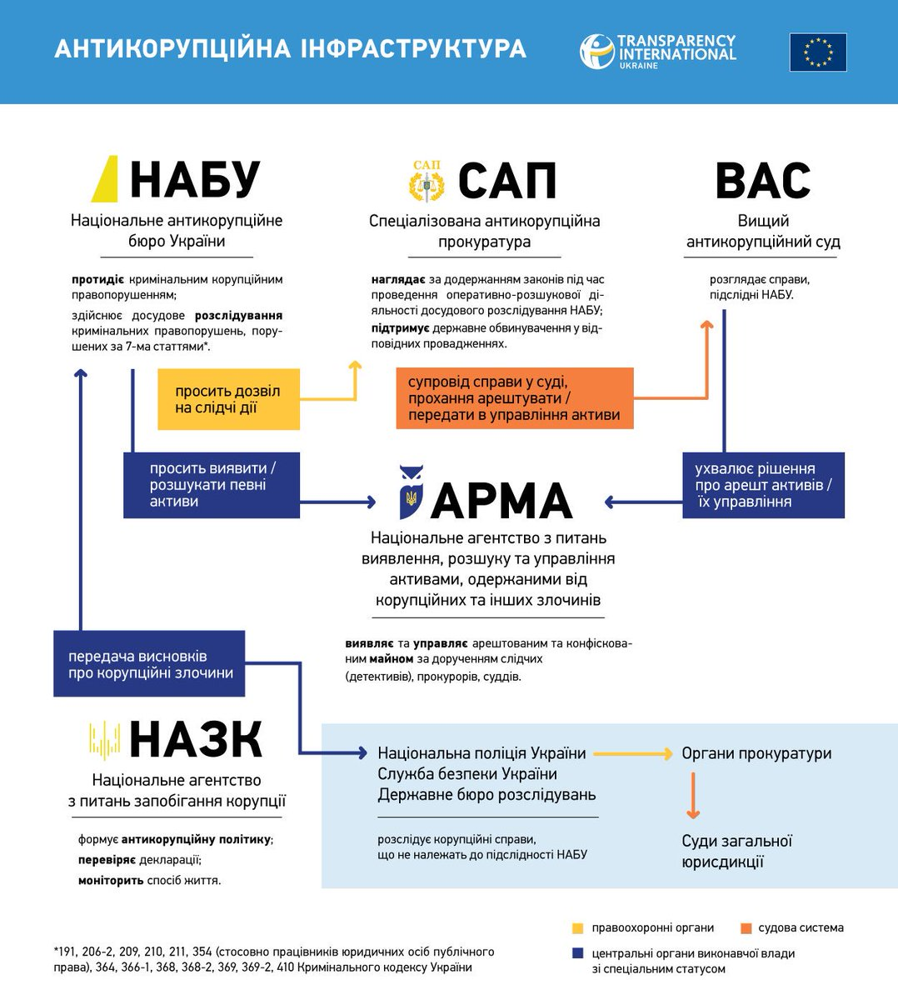 АНТИКОРУПЦІЙНА ІНФРАСТРУКТУРА
TRANSPARENCY
INTERNATIONAL
UKRAINE
НАБУ
Національне антикорупційне
бюро України
протидіє кримінальним корупційним
правопорушенням;
здійснює досудове розслідування
кримінальних правопорушень, пору-
шених за 7-ма статтями*.
САП
САП
Спеціалізована антикорупційна
прокуратура
наглядає за додержанням законів під час
проведення оперативно-розшукової ді-
яльності досудового розслідування НАБУ;
підтримує державне обвинувачення у від-
повідних провадженнях.
ВАС
Вищий
антикорупційний суд
розглядає справи,
підслідні НАБУ.
просить дозвіл
на слідчі дії
супровід справи у суді,
прохання арештувати /
передати в управління активи
просить виявити /
розшукати певні
активи
ухвалює рішення
про арешт активів /
їх управління
АРМА
Національне агентство з питань
виявлення, розшуку та управління
активами, одержаними від
корупційних та інших злочинів
виявляє та управляє арештованим та конфіскова-
ним майном за дорученням слідчих
(детективів), прокурорів, суддів.
передача висновків
про корупційні злочини
НАЗК
Національне агентство
з питань запобігання корупції
формує антикорупційну політику;
перевіряє декларації;
моніторить спосіб життя.
Національна поліція України
Служба безпеки України
Державне бюро розслідувань
розслідує корупційні справи,
що не належать до підслідності НАБУ
Органи прокуратури
Суди загальної
юрисдикції
правоохоронні органи
судова система
центральні органи виконавчої влади
зі спеціальним статусом
*191, 206-2, 209, 210, 211, 354 (стосовно працівників юридичних осіб публічного
права), 364, 366-1, 368, 368-2, 369, 369-2, 410 Кримінального кодексу України